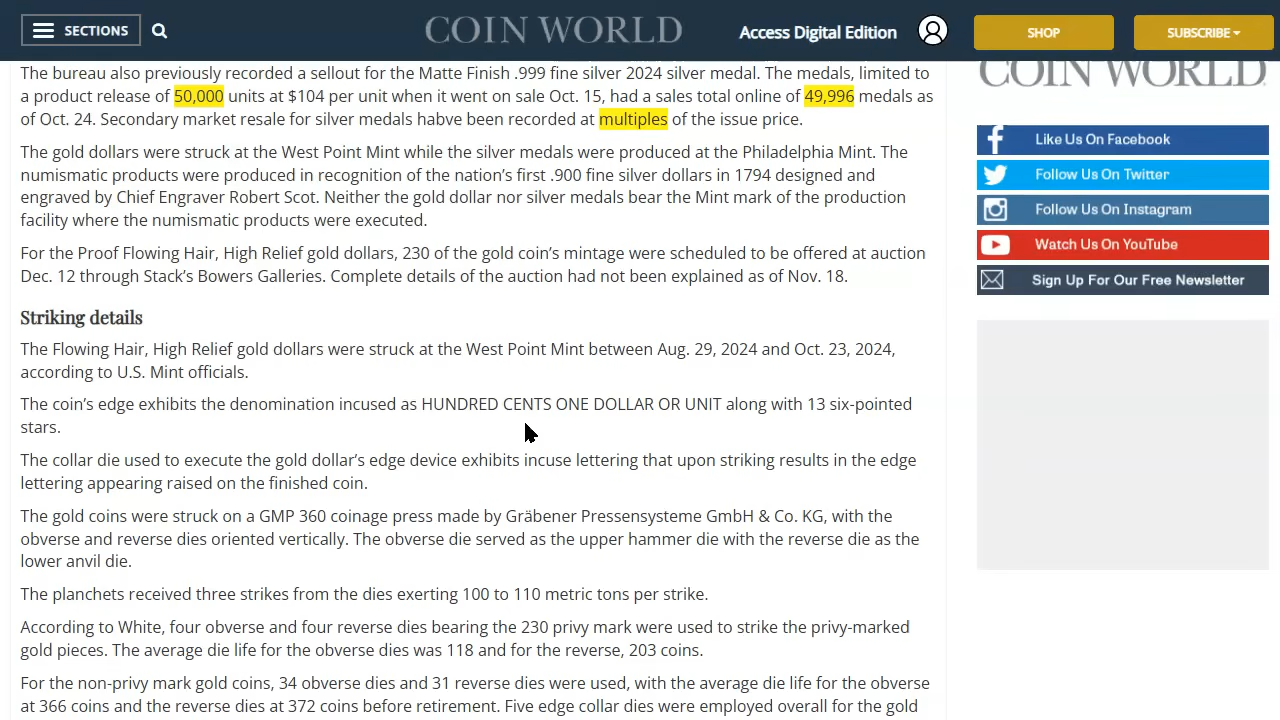 SECTIONS
COIN WORLD
Access Digital Edition
SHOP
SUBSCRIBE
The bureau also previously recorded a sellout for the Matte Finish .999 fine silver 2024 silver medal. The medals, limited to
a product release of 50,000 units at $104 per unit when it went on sale Oct. 15, had a sales total online of 49,996 medals as
of Oct. 24. Secondary market resale for silver medals habve been recorded at multiples of the issue price.
The gold dollars were struck at the West Point Mint while the silver medals were produced at the Philadelphia Mint. The
numismatic products were produced in recognition of the nation's first .900 fine silver dollars in 1794 designed and
engraved by Chief Engraver Robert Scot. Neither the gold dollar nor silver medals bear the Mint mark of the production
facility where the numismatic products were executed.
For the Proof Flowing Hair, High Relief gold dollars, 230 of the gold coin's mintage were scheduled to be offered at auction
Dec. 12 through Stack's Bowers Galleries. Complete details of the auction had not been explained as of Nov. 18.
Striking details
The Flowing Hair, High Relief gold dollars were struck at the West Point Mint between Aug. 29, 2024 and Oct. 23, 2024,
according to U.S. Mint officials.
The coin's edge exhibits the denomination incused as HUNDRED CENTS ONE DOLLAR OR UNIT along with 13 six-pointed
stars.
The collar die used to execute the gold dollar's edge device exhibits incuse lettering that upon striking results in the edge
lettering appearing raised on the finished coin.
The gold coins were struck on a GMP 360 coinage press made by Gräbener Pressensysteme GmbH & Co. KG, with the
obverse and reverse dies oriented vertically. The obverse die served as the upper hammer die with the reverse die as the
lower anvil die.
The planchets received three strikes from the dies exerting 100 to 110 metric tons per strike.
According to White, four obverse and four reverse dies bearing the 230 privy mark were used to strike the privy-marked
gold pieces. The average die life for the obverse dies was 118 and for the reverse, 203 coins.
For the non-privy mark gold coins, 34 obverse dies and 31 reverse dies were used, with the average die life for the obverse
at 366 coins and the reverse dies at 372 coins before retirement. Five edge collar dies were employed overall for the gold
COIN WORLD
Like Us On Facebook
Follow Us On Twitter
Follow Us On Instagram
Watch Us On YouTube
Sign Up For Our Free Newsletter